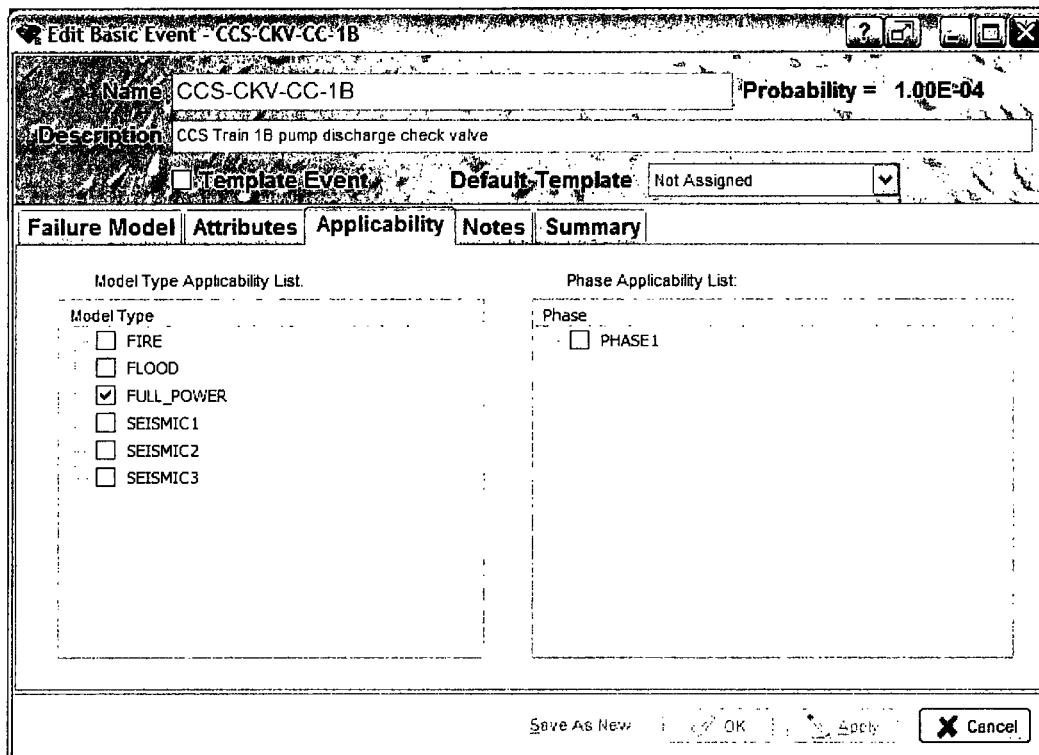 Edit Basic Event - CCS-CKV-CC-1B
Name CCS-CKV-CC-1B Probability = 1.00E-04
Description CCS Train 1B pump discharge check valve
Template Event Default Template Not Assigned
Failure Model Attributes Applicability Notes Summary
Model Type Applicability List. Phase Applicability List:
Model Type Phase
FIRE PHASE1
FLOOD
FULL_POWER
SEISMIC1
SEISMIC2
SEISMIC3
Save As New OK Apply Cancel